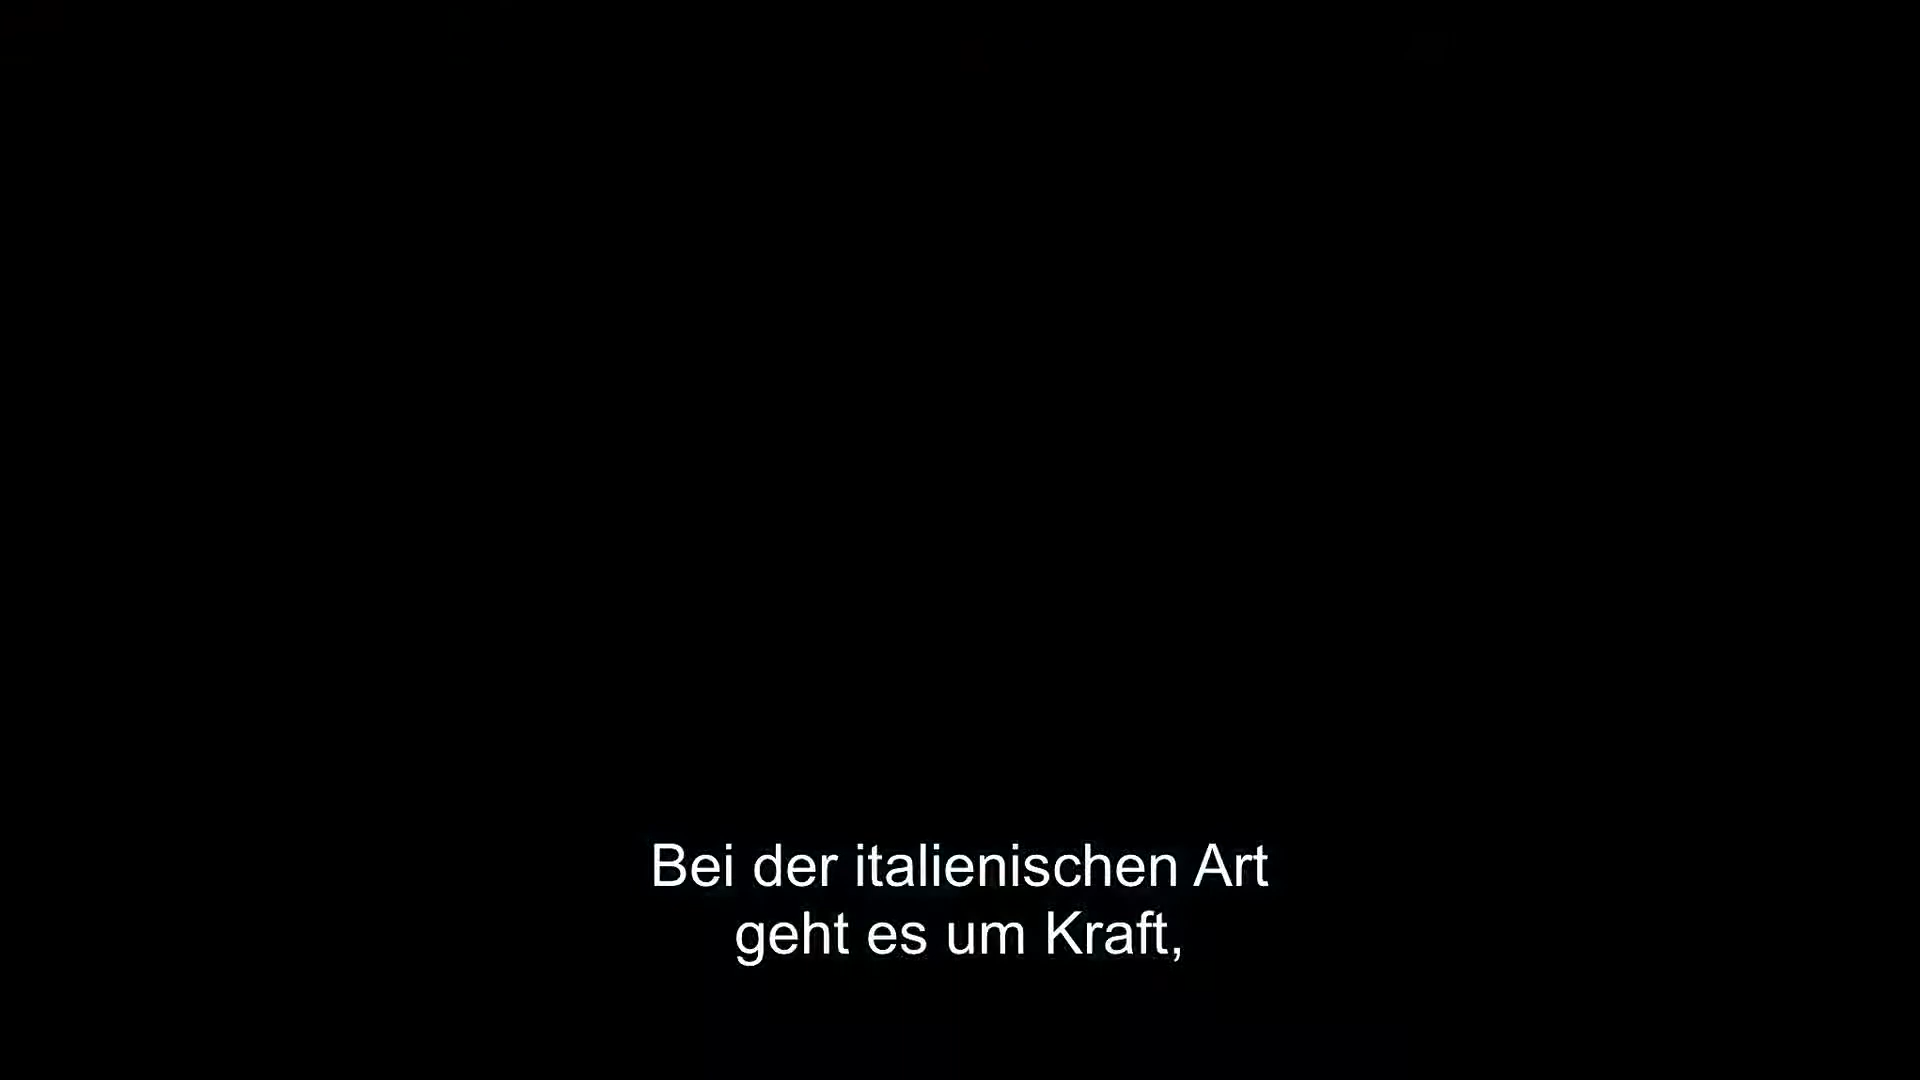 Bei der italienischen Art
geht es um Kraft,